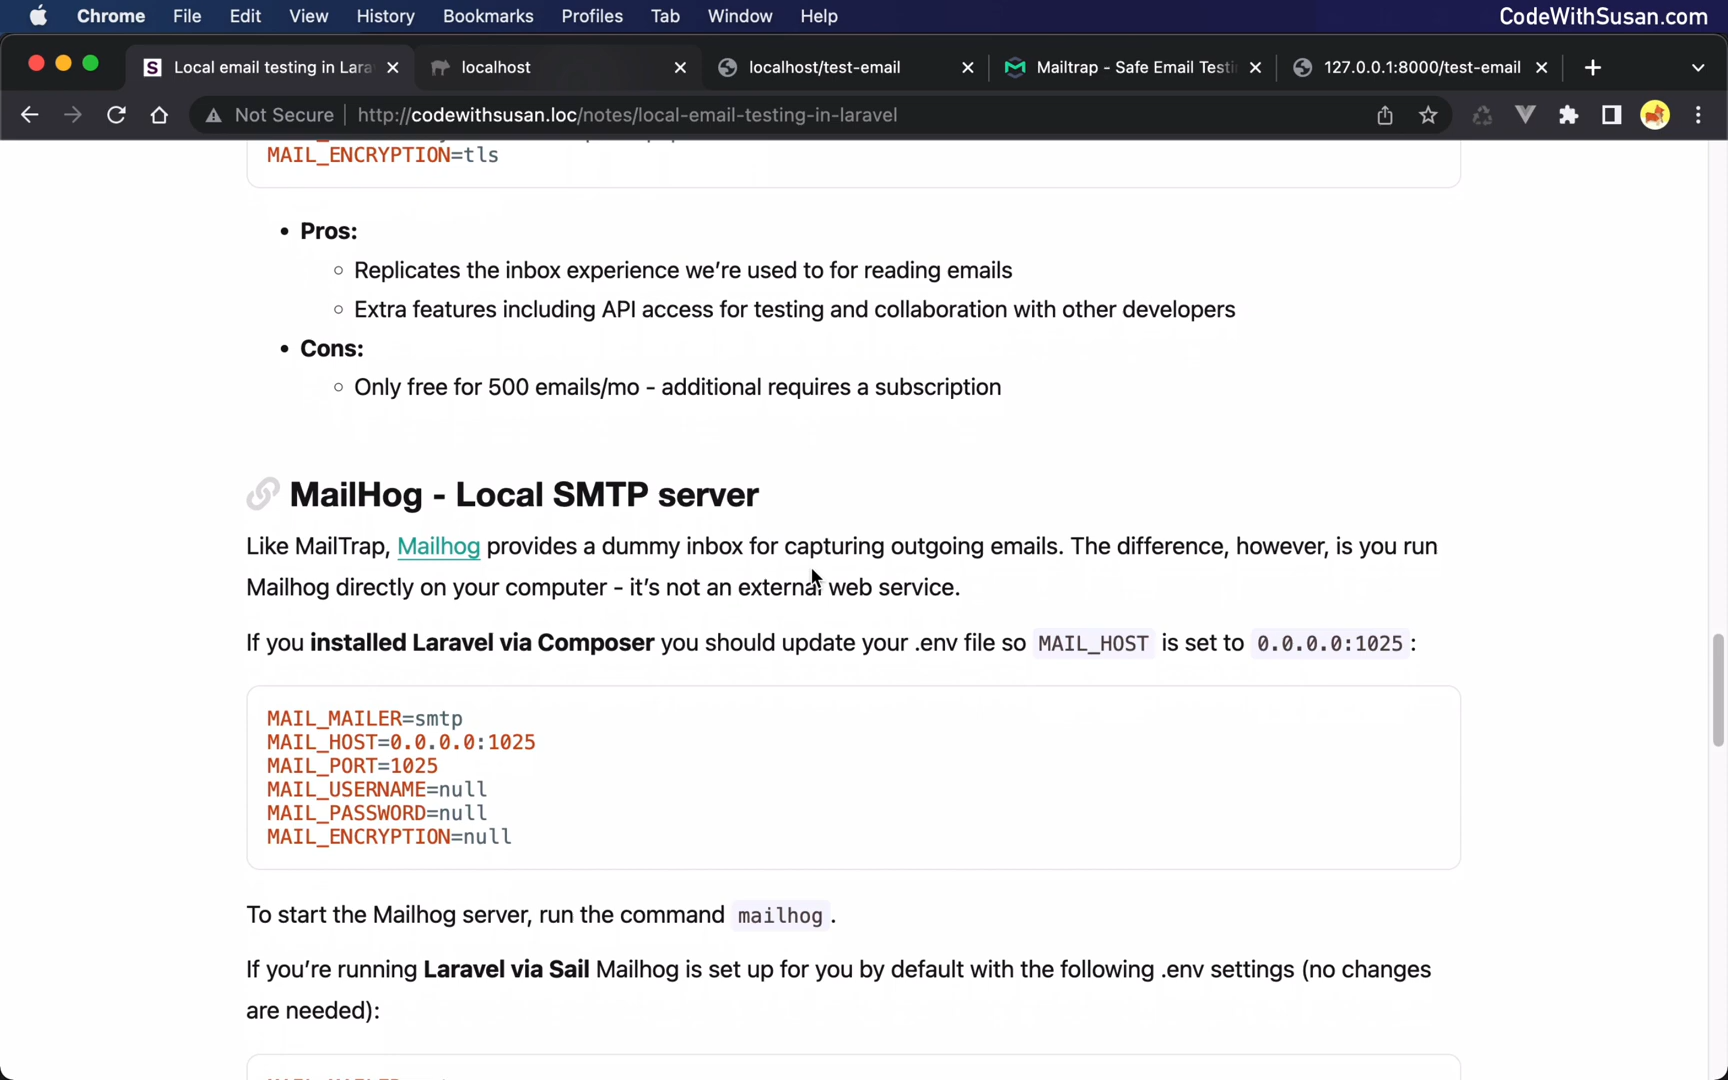 Chrome File Edit View History Bookmarks Profiles Tab Window Help CodeWithSusan.com
Local email testing in Lara localhost localhost/test-email Mailtrap - Safe Email Testi 127.0.0.1:8000/test-email
Not Secure http://codewithsusan.loc/notes/local-email-testing-in-laravel
MAIL_ENCRYPTION=tls
• Pros:
◦ Replicates the inbox experience we’re used to for reading emails
◦ Extra features including API access for testing and collaboration with other developers
• Cons:
◦ Only free for 500 emails/mo - additional requires a subscription
MailHog - Local SMTP server
Like MailTrap, Mailhog provides a dummy inbox for capturing outgoing emails. The difference, however, is you run
Mailhog directly on your computer - it’s not an external web service.
If you installed Laravel via Composer you should update your .env file so MAIL_HOST is set to 0.0.0.0:1025:
MAIL_MAILER=smtp
MAIL_HOST=0.0.0.0:1025
MAIL_PORT=1025
MAIL_USERNAME=null
MAIL_PASSWORD=null
MAIL_ENCRYPTION=null
To start the Mailhog server, run the command mailhog.
If you’re running Laravel via Sail Mailhog is set up for you by default with the following .env settings (no changes
are needed):